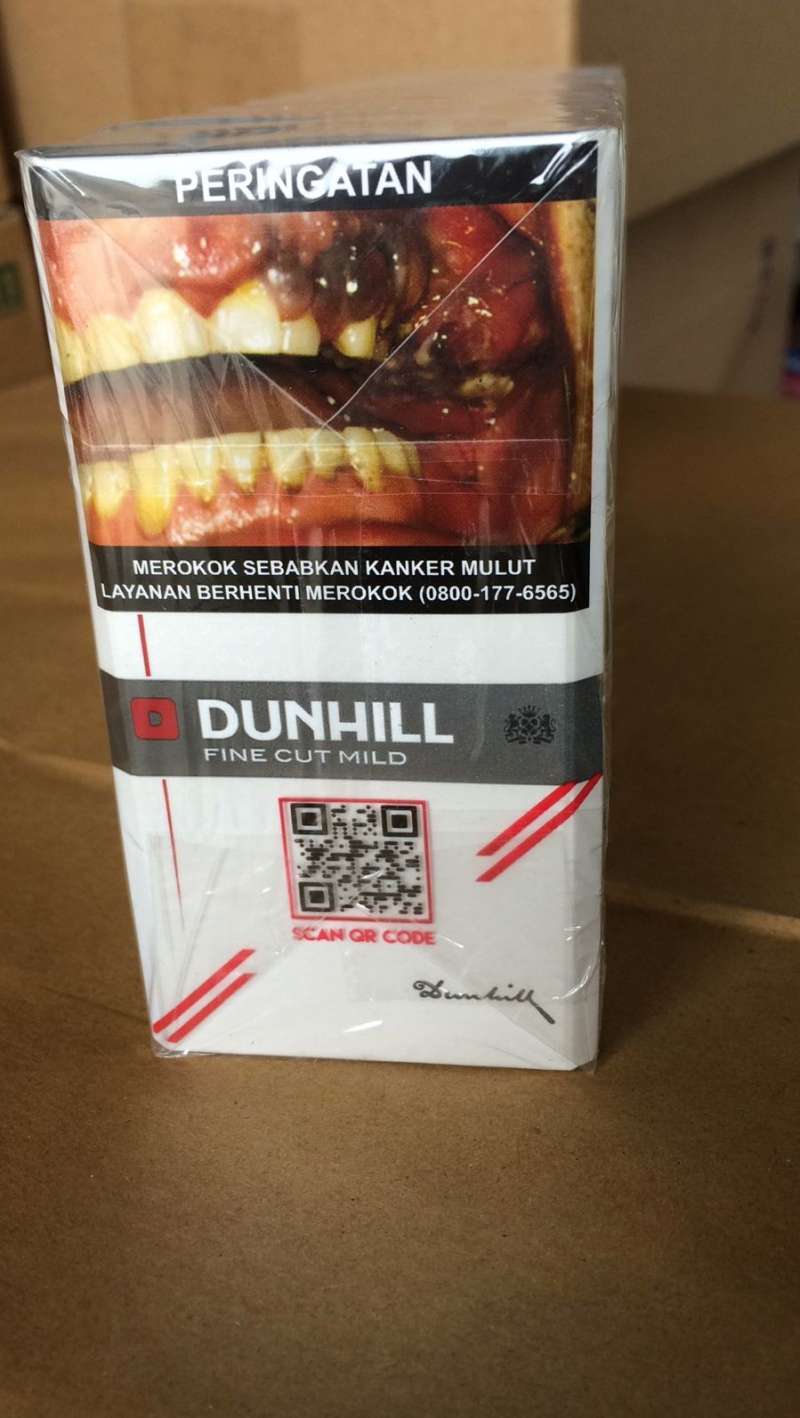 PERINGATAN
MEROKOK SEBABKAN KANKER MULUT
LAYANAN BERHENTI MEROKOK (0800-177-6565)
D DUNHILL
FINE CUT MILD
SCAN QR CODE
Dunhill